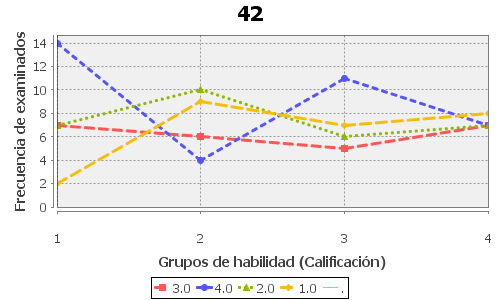 42
Frecuencia de examinados
14
12
10
8
6
4
2
0
1 2 3 4
Grupos de habilidad (Calificación)
3.0 4.0 2.0 1.0 .